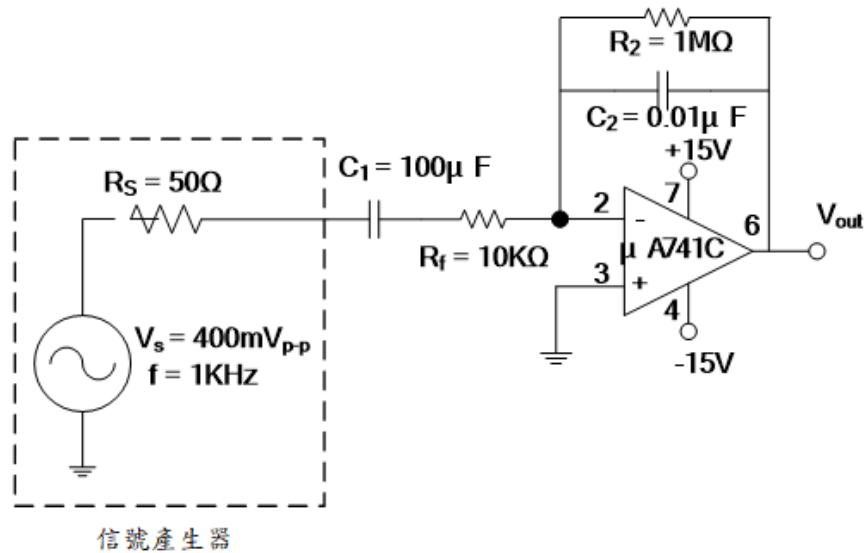 R2 = 1MΩ
C2 = 0.01μ F
+15V
RS = 50Ω
C1 = 100μ F
7
2
-
6
Vout
Rf = 10KΩ
μ A741C
3
+
4
Vs = 400mVp-p
f = 1KHz
-15V
信號產生器